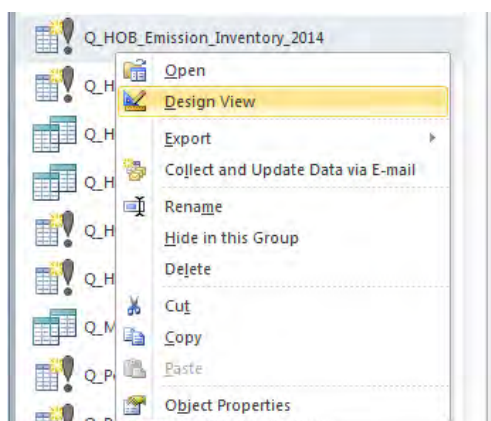 Q_HOB_Emission_Inventory_2014
Open
Q_H
Design View
Q_H
Export
Collect and Update Data via E-mail
Q_H
Rename
Q_H
Hide in this Group
Q_H
Delete
Cut
Q_M
Copy
Q_P
Paste
Object Properties